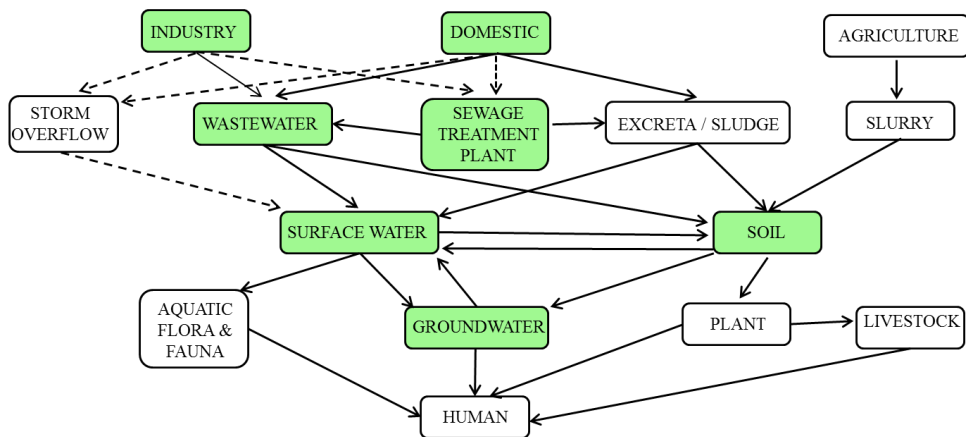 INDUSTRY
DOMESTIC
AGRICULTURE
STORM
OVERFLOW
WASTEWATER
SEWAGE
TREATMENT
PLANT
EXCRETA / SLUDGE
SLURRY
SURFACE WATER
SOIL
AQUATIC
FLORA &
FAUNA
GROUNDWATER
PLANT
LIVESTOCK
HUMAN